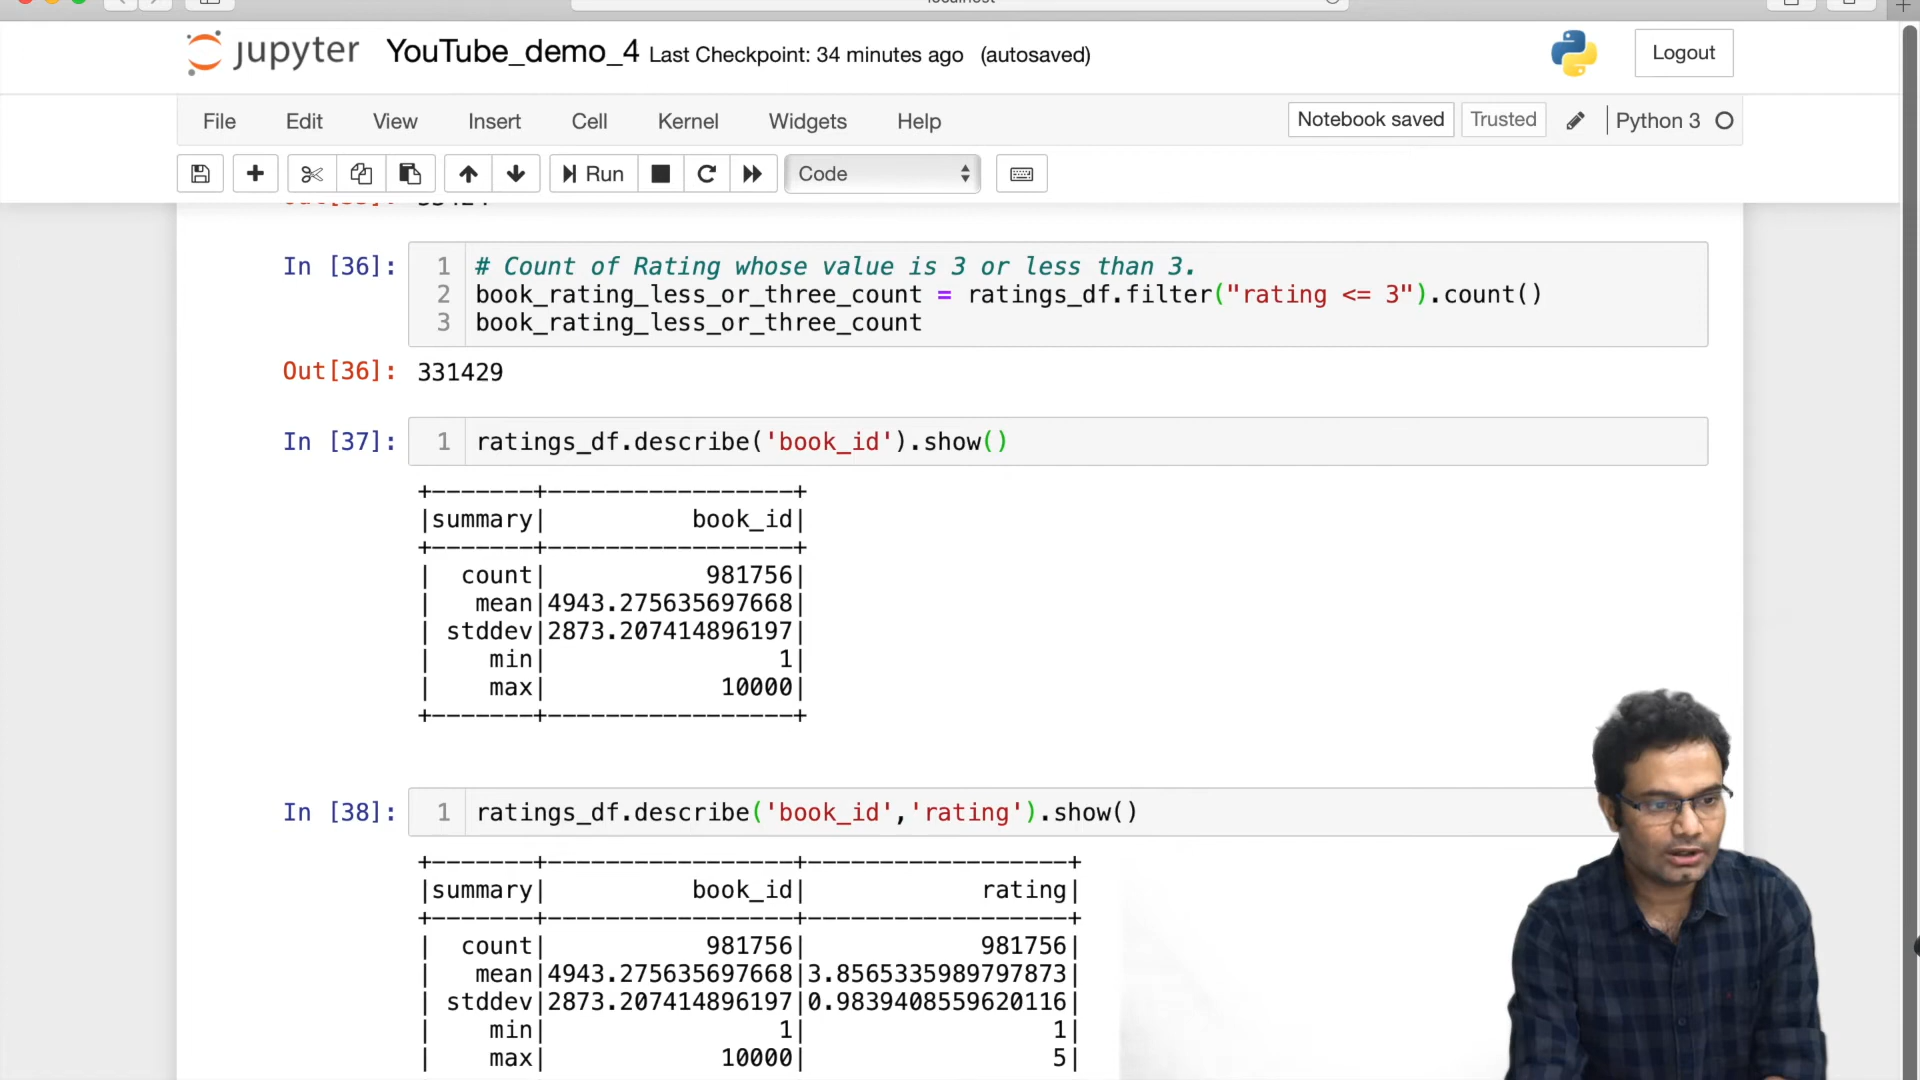 jupyter YouTube_demo_4 Last Checkpoint: 34 minutes ago (autosaved) Logout
File Edit View Insert Cell Kernel Widgets Help Notebook saved Trusted Python 3
Run Code
In [36]: 1 # Count of Rating whose value is 3 or less than 3.
2 book_rating_less_or_three_count = ratings_df.filter("rating <= 3").count()
3 book_rating_less_or_three_count
Out[36]: 331429
In [37]: 1 ratings_df.describe('book_id').show()
+-------+-----------------+
|summary|          book_id|
+-------+-----------------+
|  count|           981756|
|   mean|4943.275635697668|
| stddev|2873.207414896197|
|    min|                1|
|    max|            10000|
+-------+-----------------+
In [38]: 1 ratings_df.describe('book_id','rating').show()
+-------+-----------------+------------------+
|summary|          book_id|            rating|
+-------+-----------------+------------------+
|  count|           981756|            981756|
|   mean|4943.275635697668|3.8565335989797873|
| stddev|2873.207414896197|0.9839408559620116|
|    min|                1|                 1|
|    max|            10000|                 5|